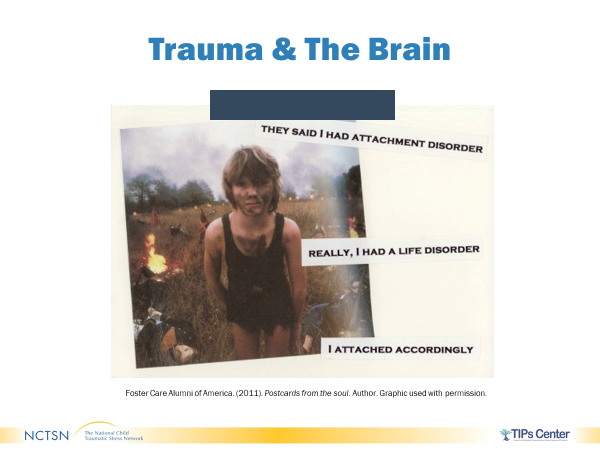 Trauma & The Brain
THEY SAID I HAD ATTACHMENT DISORDER
REALLY, I HAD A LIFE DISORDER
I ATTACHED ACCORDINGLY
Foster Care Alumni of America. (2011). Postcards from the soul. Author. Graphic used with permission.
NCTSN
The National Child
Traumatic Stress Network
TIPs Center